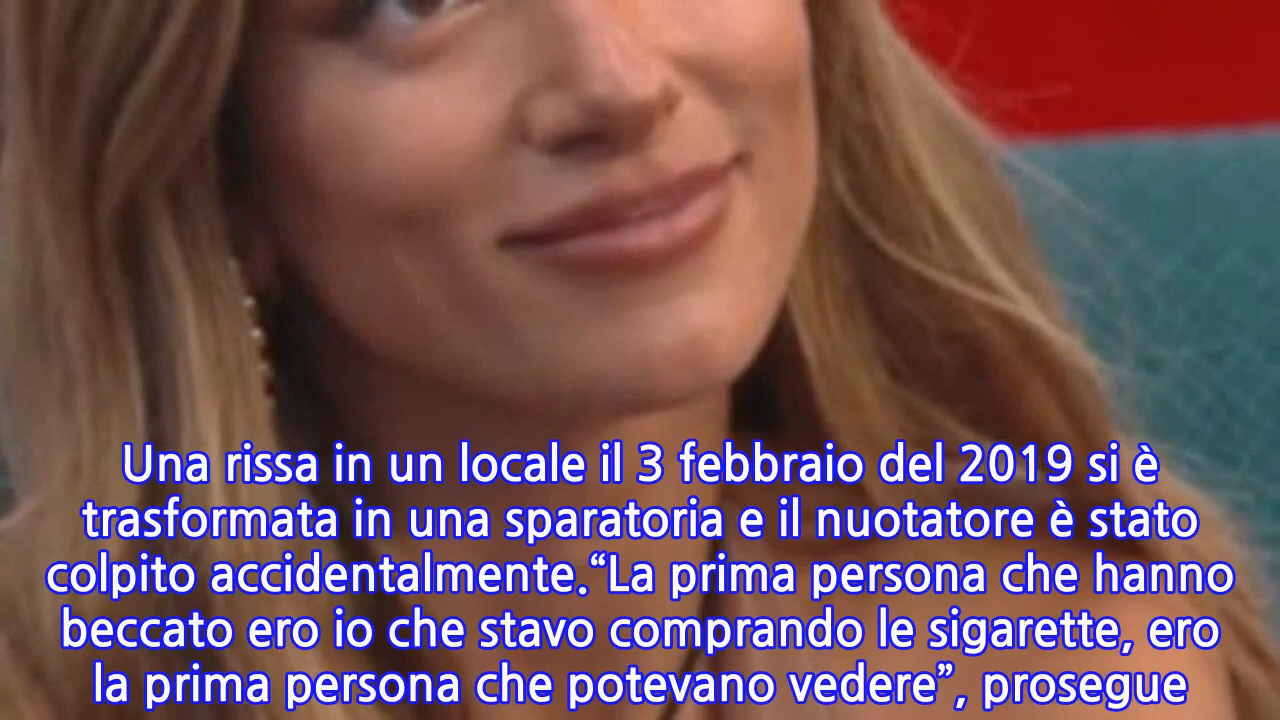 Una rissa in un locale il 3 febbraio del 2019 si è
trasformata in una sparatoria e il nuotatore è stato
colpito accidentalmente.“La prima persona che hanno
beccato ero io che stavo comprando le sigarette, ero
la prima persona che potevano vedere”, prosegue